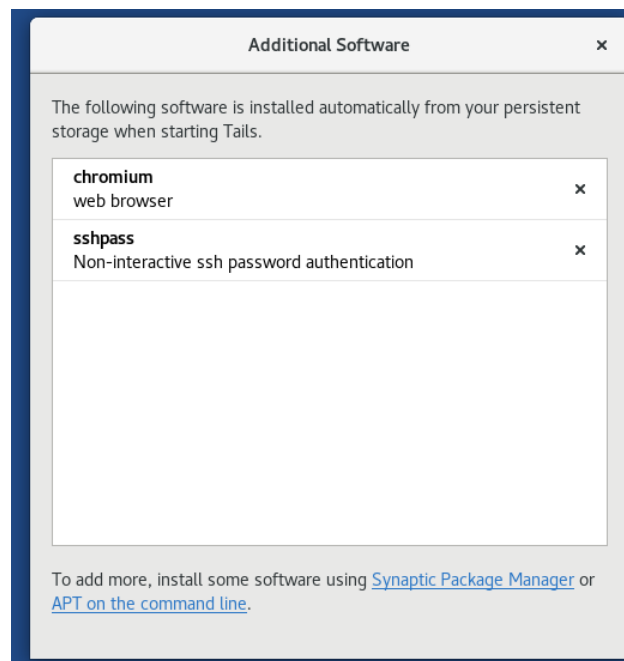 Additional Software
The following software is installed automatically from your persistent
storage when starting Tails.
chromium
web browser
sshpass
Non-interactive ssh password authentication
To add more, install some software using Synaptic Package Manager or
APT on the command line.